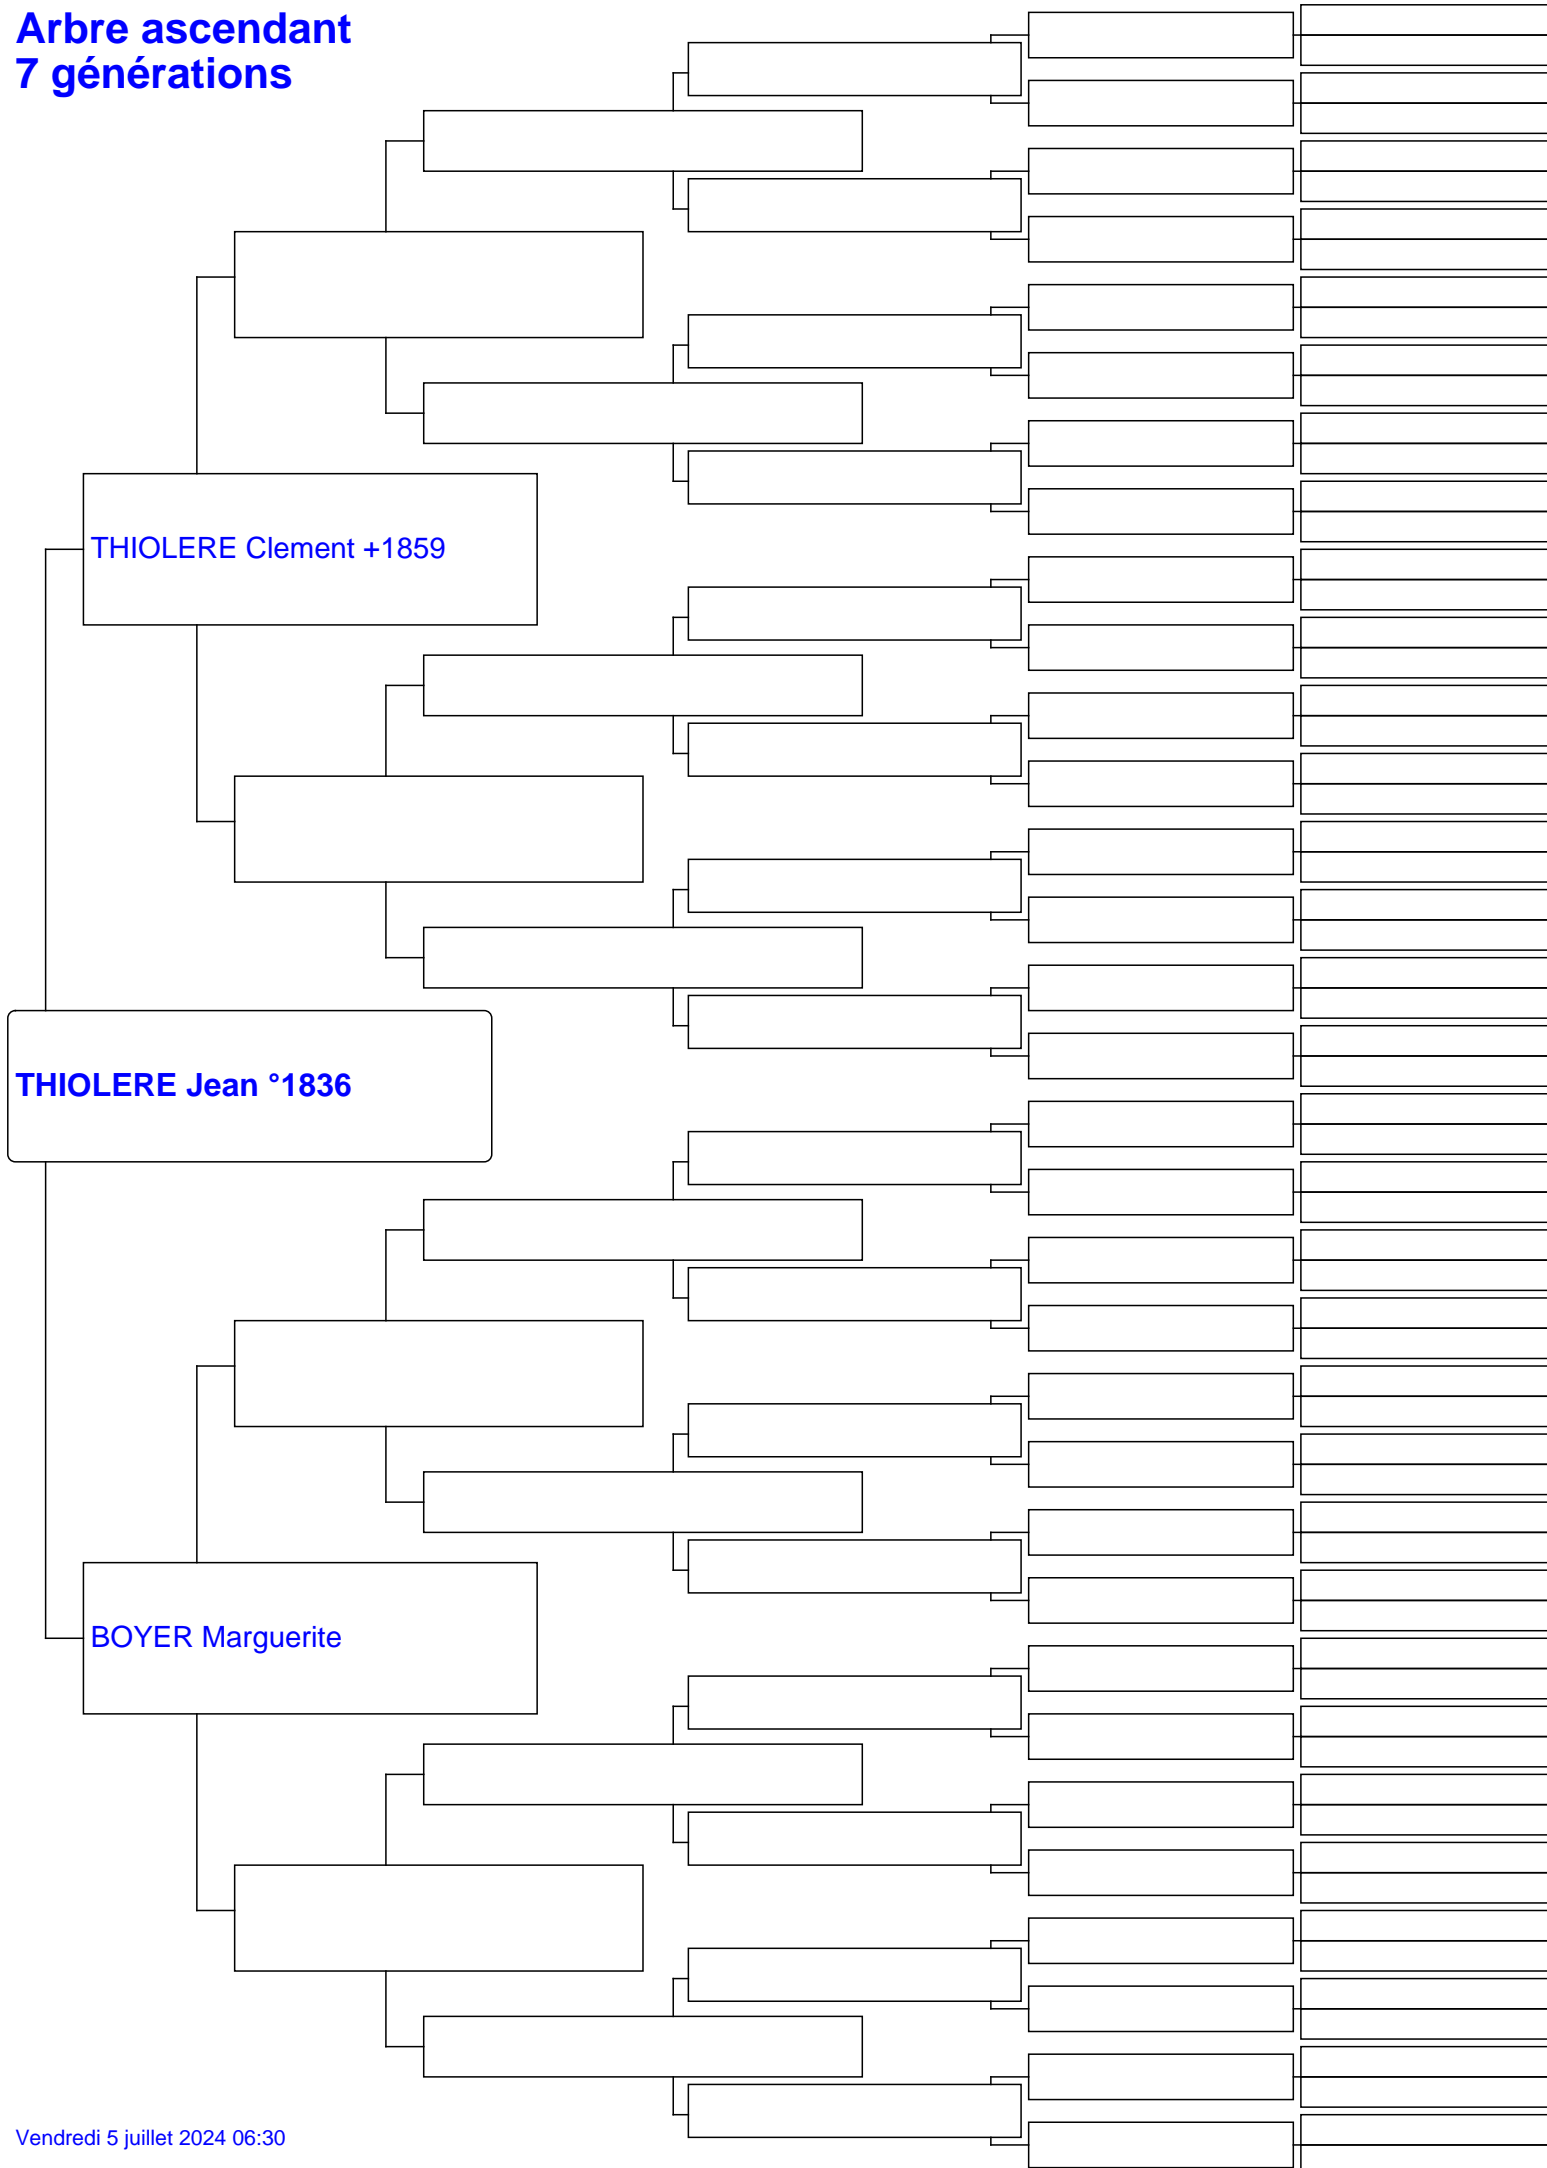 Arbre ascendant
7 générations
THIOLERE Clement +1859
THIOLERE Jean °1836
BOYER Marguerite
Vendredi 5 juillet 2024 06:30